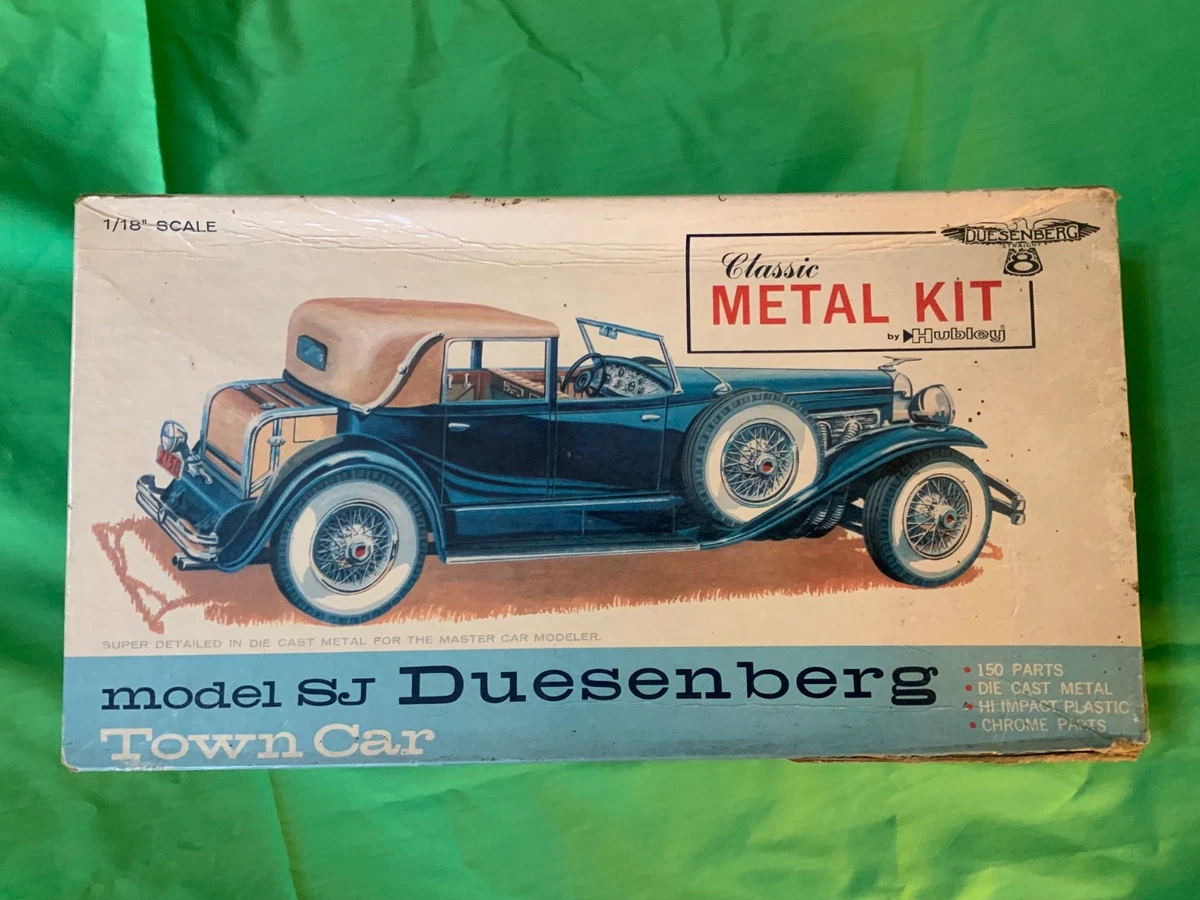 1/18" SCALE
DUESENBERG
STRAIGHT
8
Classic
METAL KIT
by Hubley
SUPER DETAILED IN DIE CAST METAL FOR THE MASTER CAR MODELER.
model SJ Duesenberg
Town Car
• 150 PARTS
• DIE CAST METAL
• HI IMPACT PLASTIC
• CHROME PARTS